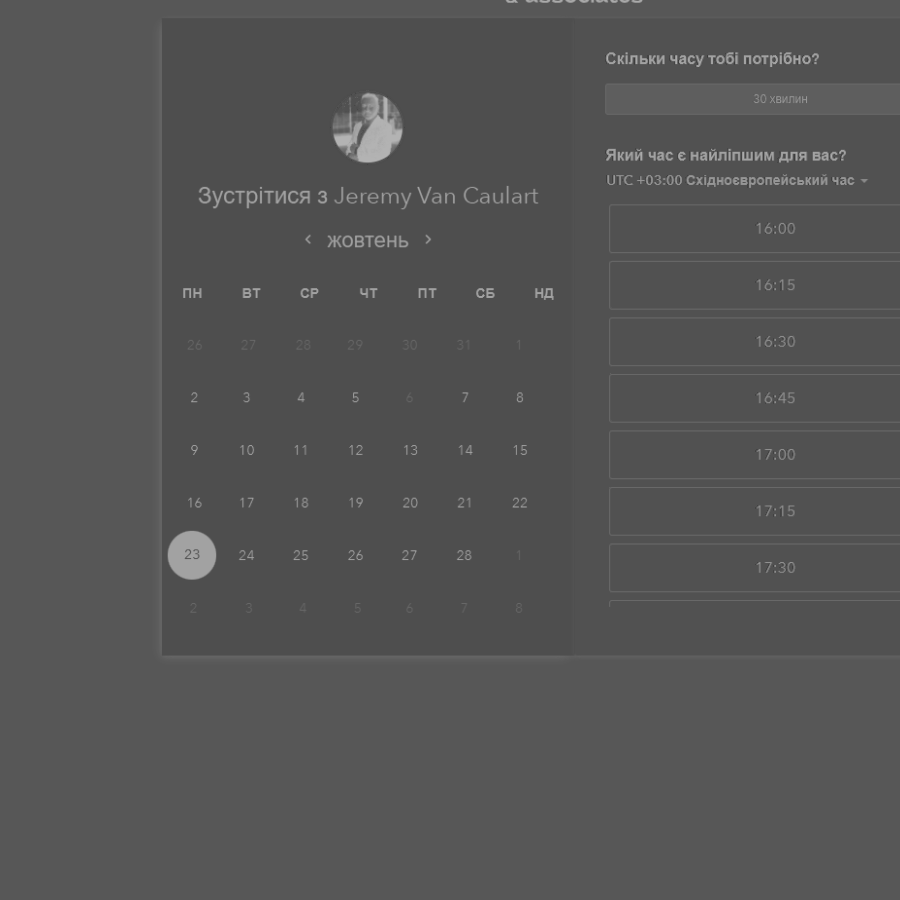 & associates
Зустрітися з Jeremy Van Caulart
жовтень
ПН ВТ СР ЧТ ПТ СБ НД
26 27 28 29 30 31 1
2 3 4 5 6 7 8
9 10 11 12 13 14 15
16 17 18 19 20 21 22
23 24 25 26 27 28 1
2 3 4 5 6 7 8
Скільки часу тобі потрібно?
30 хвилин
Який час є найліпшим для вас?
UTC +03:00 Східноєвропейський час
16:00
16:15
16:30
16:45
17:00
17:15
17:30